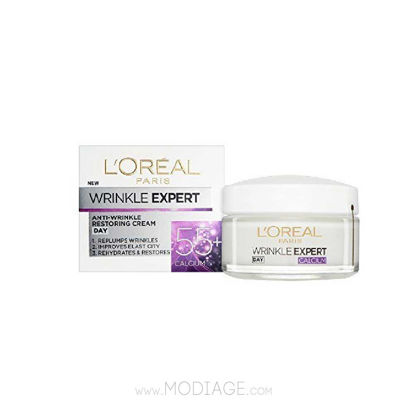 L'ORÉAL
PARIS
NEW
WRINKLE EXPERT
ANTI-WRINKLE
RESTORING CREAM
DAY
1. REPLUMPS WRINKLES
2. IMPROVES ELASTICITY
3. REHYDRATES & RESTORES
55+
CALCIUM
L'ORÉAL
PARIS
WRINKLE EXPERT
DAY
CALCIUM
www.MODIAGE.com